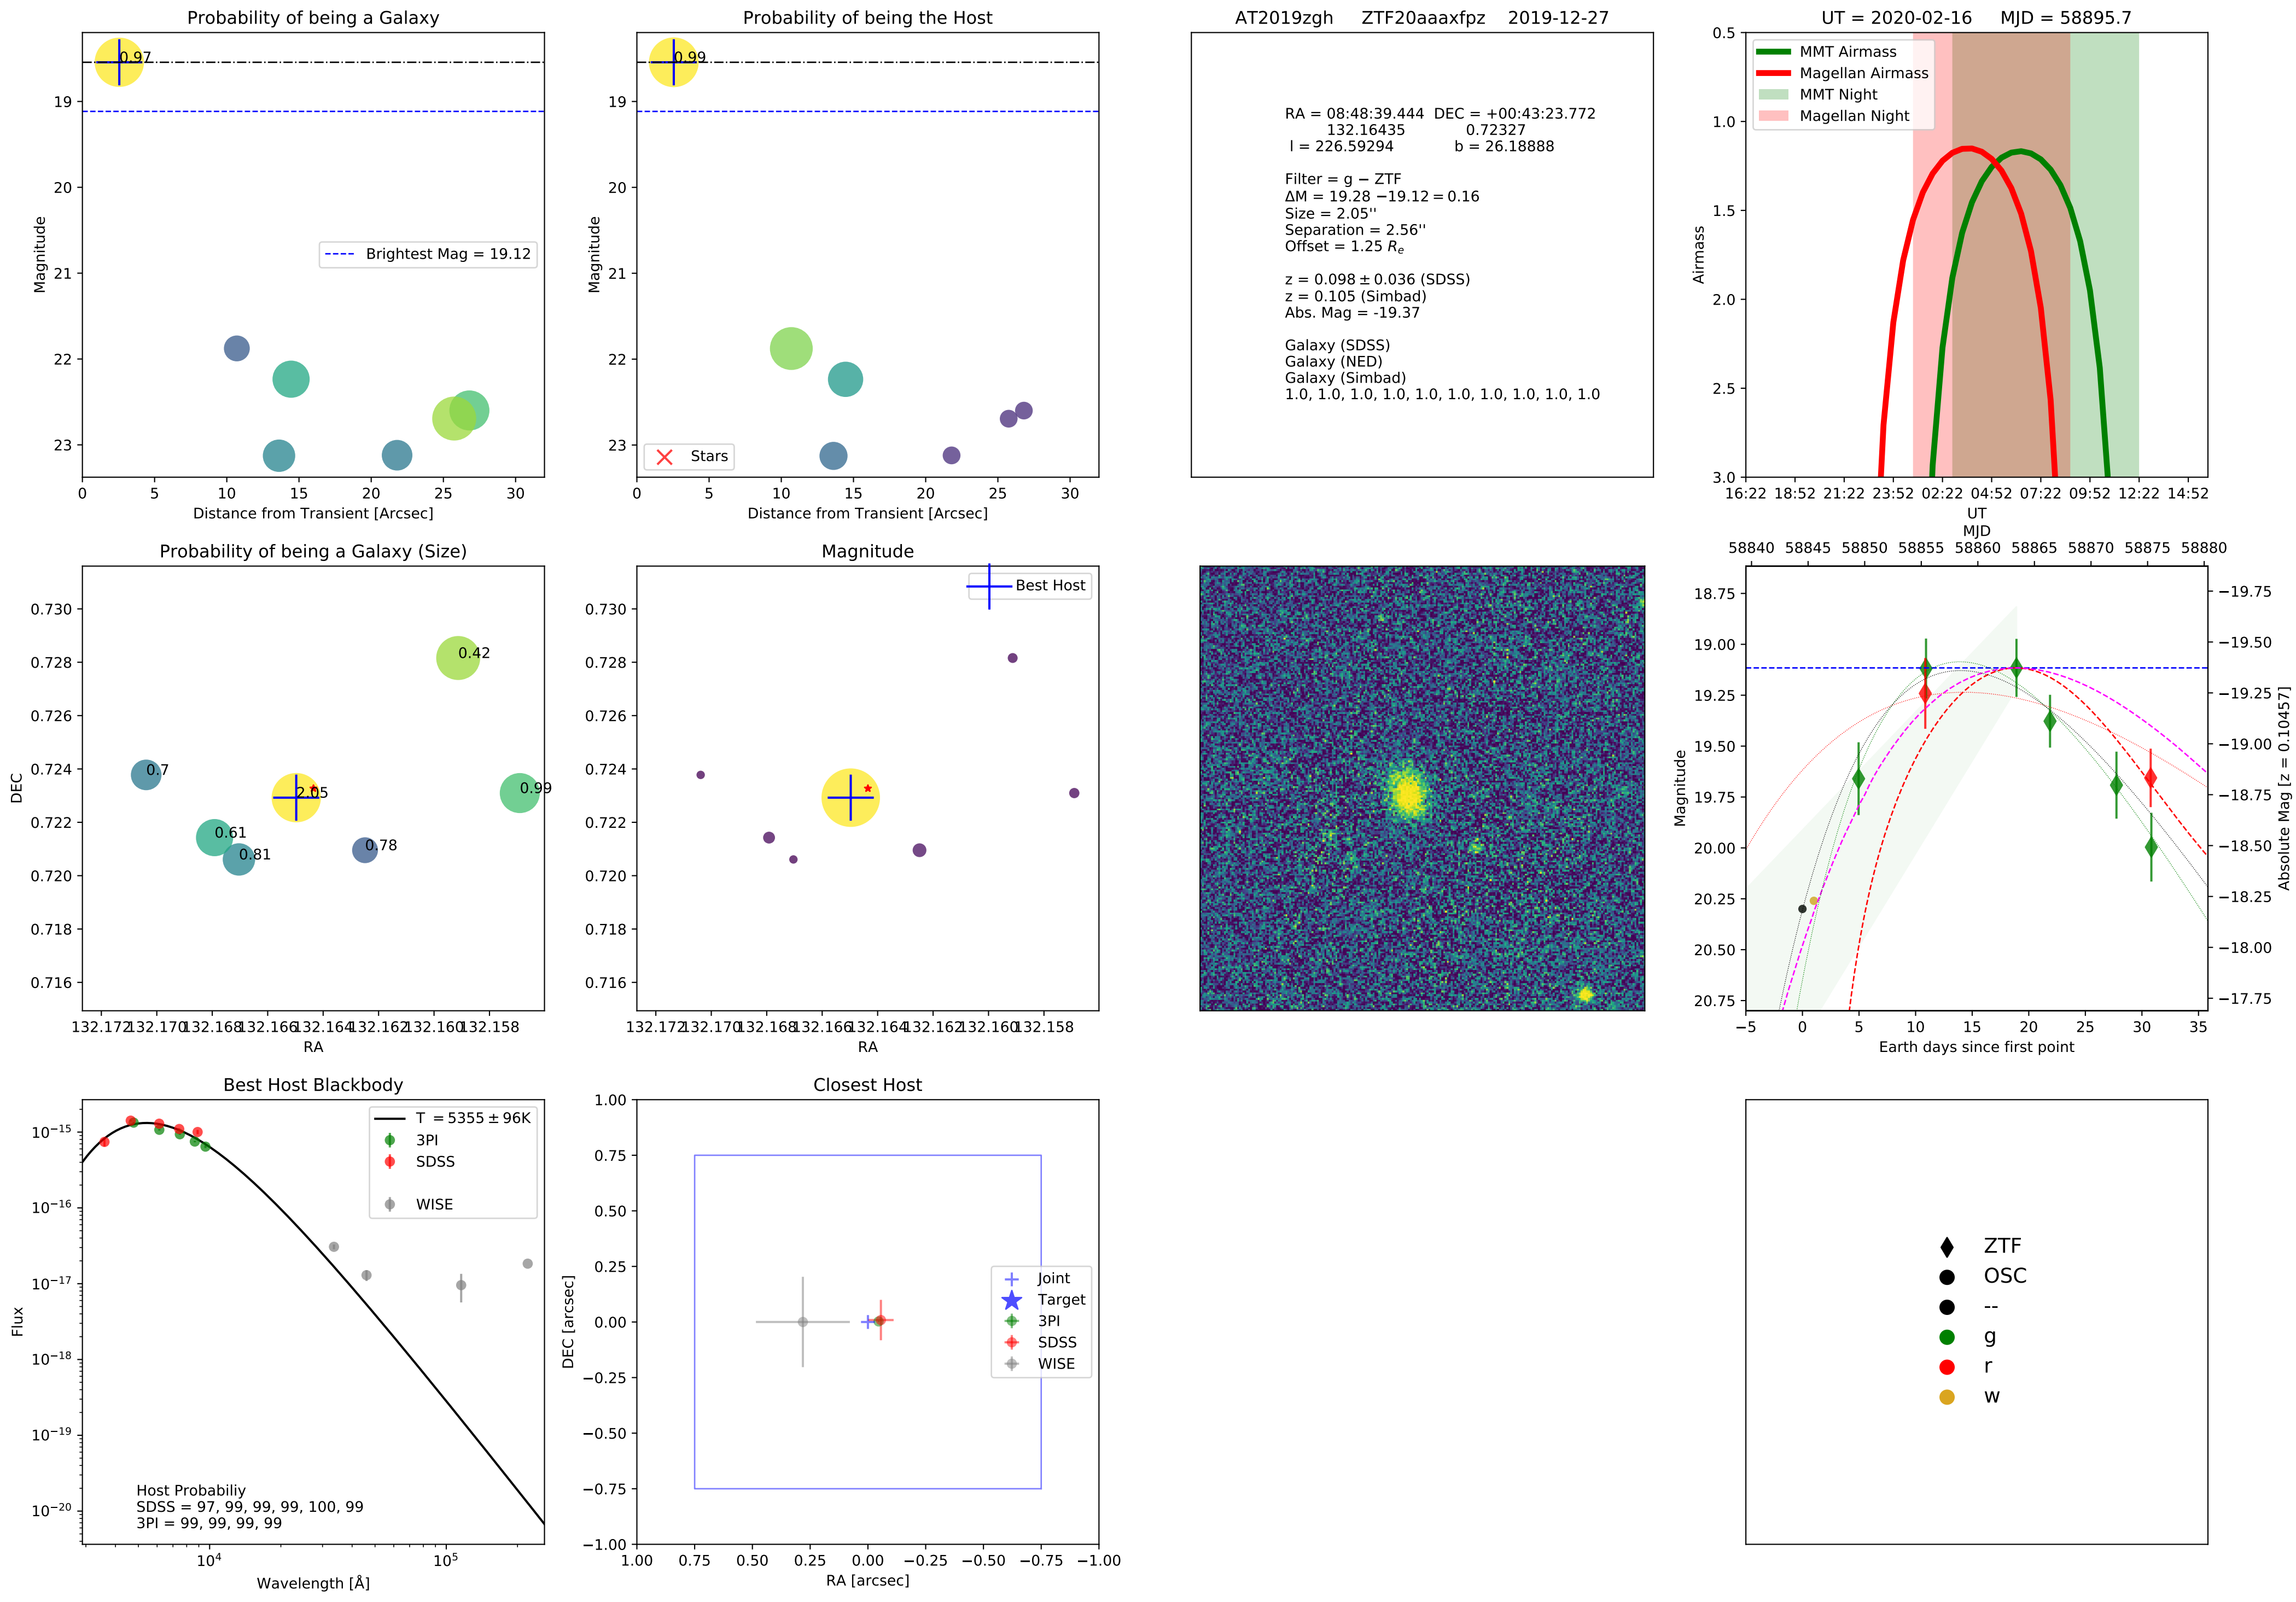 Probability of being a Galaxy
0.97
Brightest Mag = 19.12
19
20
21
22
23
0
5
10
15
20
25
30
Magnitude
Distance from Transient [Arcsec]
Probability of being the Host
0.99
Stars
19
20
21
22
23
0
5
10
15
20
25
30
Magnitude
Distance from Transient [Arcsec]
AT2019zgh ZTF20aaaxfpz 2019-12-27
RA = 08:48:39.444 DEC = +00:43:23.772
132.16435 0.72327
l = 226.59294 b = 26.18888
Filter = g − ZTF
ΔM = 19.28 −19.12 = 0.16
Size = 2.05''
Separation = 2.56''
Offset = 1.25 Re
z = 0.098 ± 0.036 (SDSS)
z = 0.105 (Simbad)
Abs. Mag = -19.37
Galaxy (SDSS)
Galaxy (NED)
Galaxy (Simbad)
1.0, 1.0, 1.0, 1.0, 1.0, 1.0, 1.0, 1.0, 1.0, 1.0
UT = 2020-02-16 MJD = 58895.7
MMT Airmass
Magellan Airmass
MMT Night
Magellan Night
0.5
1.0
1.5
2.0
2.5
3.0
Airmass
16:22 18:52 21:22 23:52 02:22 04:52 07:22 09:52 12:22 14:52
UT
Probability of being a Galaxy (Size)
0.42
0.7
2.05
0.99
0.61
0.81
0.78
0.730
0.728
0.726
0.724
0.722
0.720
0.718
0.716
DEC
132.172 132.170 132.168 132.166 132.164 132.162 132.160 132.158
RA
Magnitude
Best Host
0.730
0.728
0.726
0.724
0.722
0.720
0.718
0.716
132.172 132.170 132.168 132.166 132.164 132.162 132.160 132.158
RA
MJD
58840 58845 58850 58855 58860 58865 58870 58875 58880
18.75
19.00
19.25
19.50
19.75
20.00
20.25
20.50
20.75
Magnitude
−19.75
−19.50
−19.25
−19.00
−18.75
−18.50
−18.25
−18.00
−17.75
Absolute Mag [z = 0.10457]
−5 0 5 10 15 20 25 30 35
Earth days since first point
Best Host Blackbody
T = 5355 ± 96K
3PI
SDSS
WISE
10−15
10−16
10−17
10−18
10−19
10−20
Flux
Host Probabiliy
SDSS = 97, 99, 99, 99, 100, 99
3PI = 99, 99, 99, 99
104 105
Wavelength [Å]
Closest Host
Joint
Target
3PI
SDSS
WISE
1.00
0.75
0.50
0.25
0.00
−0.25
−0.50
−0.75
−1.00
DEC [arcsec]
1.00 0.75 0.50 0.25 0.00 −0.25 −0.50 −0.75 −1.00
RA [arcsec]
ZTF
OSC
--
g
r
w